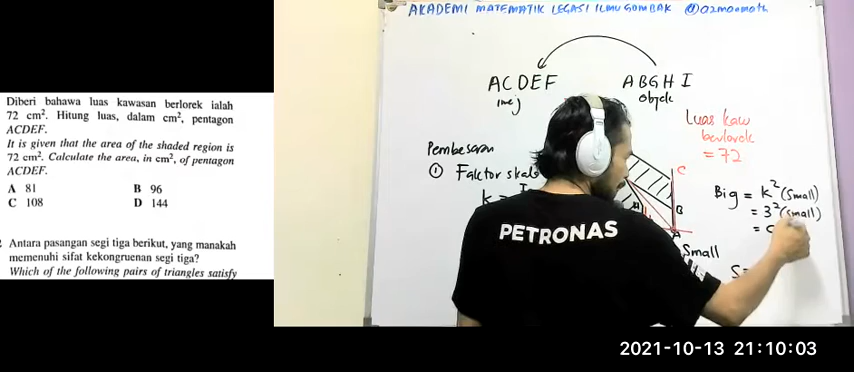 AKADEMI MATEMATIK LEGASI ILMU GOMBAK @azmanmath
Diberi bahawa luas kawasan berlorek ialah
72 cm². Hitung luas, dalam cm², pentagon
ACDEF.
It is given that the area of the shaded region is
72 cm². Calculate the area, in cm², of pentagon
ACDEF.
A 81 B 96
C 108 D 144
Antara pasangan segi tiga berikut, yang manakah
memenuhi sifat kekongruenan segi tiga?
Which of the following pairs of triangles satisfy
ACDEF
imej
ABGHI
Objek
Luas kaw
berlorek
= 72
Pembesaran
① Faktor skala
k =
C
B
A
H
Big = k² (small)
= 3² (small)
=
Small
S=
PETRONAS
2021-10-13 21:10:03